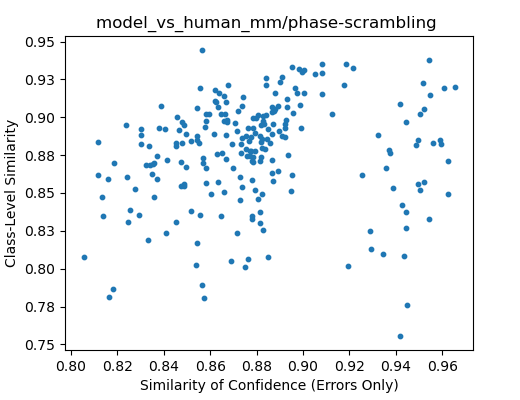 model_vs_human_mm/phase-scrambling
Class-Level Similarity
0.95
0.93
0.90
0.88
0.85
0.83
0.80
0.78
0.75
0.80 0.82 0.84 0.86 0.88 0.90 0.92 0.94 0.96
Similarity of Confidence (Errors Only)